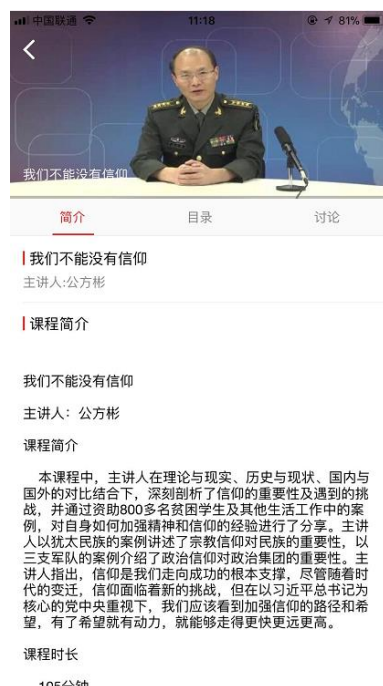 中国联通
11:18
81%
我们不能没有信仰
简介
目录
讨论
我们不能没有信仰
主讲人:公方彬
课程简介
我们不能没有信仰
主讲人：公方彬
课程简介
本课程中，主讲人在理论与现实、历史与现状、国内与
国外的对比结合下，深刻剖析了信仰的重要性及遇到的挑
战，并通过资助800多名贫困学生及其他生活工作中的案
例，对自身如何加强精神和信仰的经验进行了分享。主讲
人以犹太民族的案例讲述了宗教信仰对民族的重要性，以
三支军队的案例介绍了政治信仰对政治集团的重要性。主
讲人指出，信仰是我们走向成功的根本支撑，尽管随着时
代的变迁，信仰面临着新的挑战，但在以习近平总书记为
核心的党中央重视下，我们应该看到加强信仰的路径和希
望，有了希望就有动力，就能够走得更快更远更高。
课程时长
105分钟